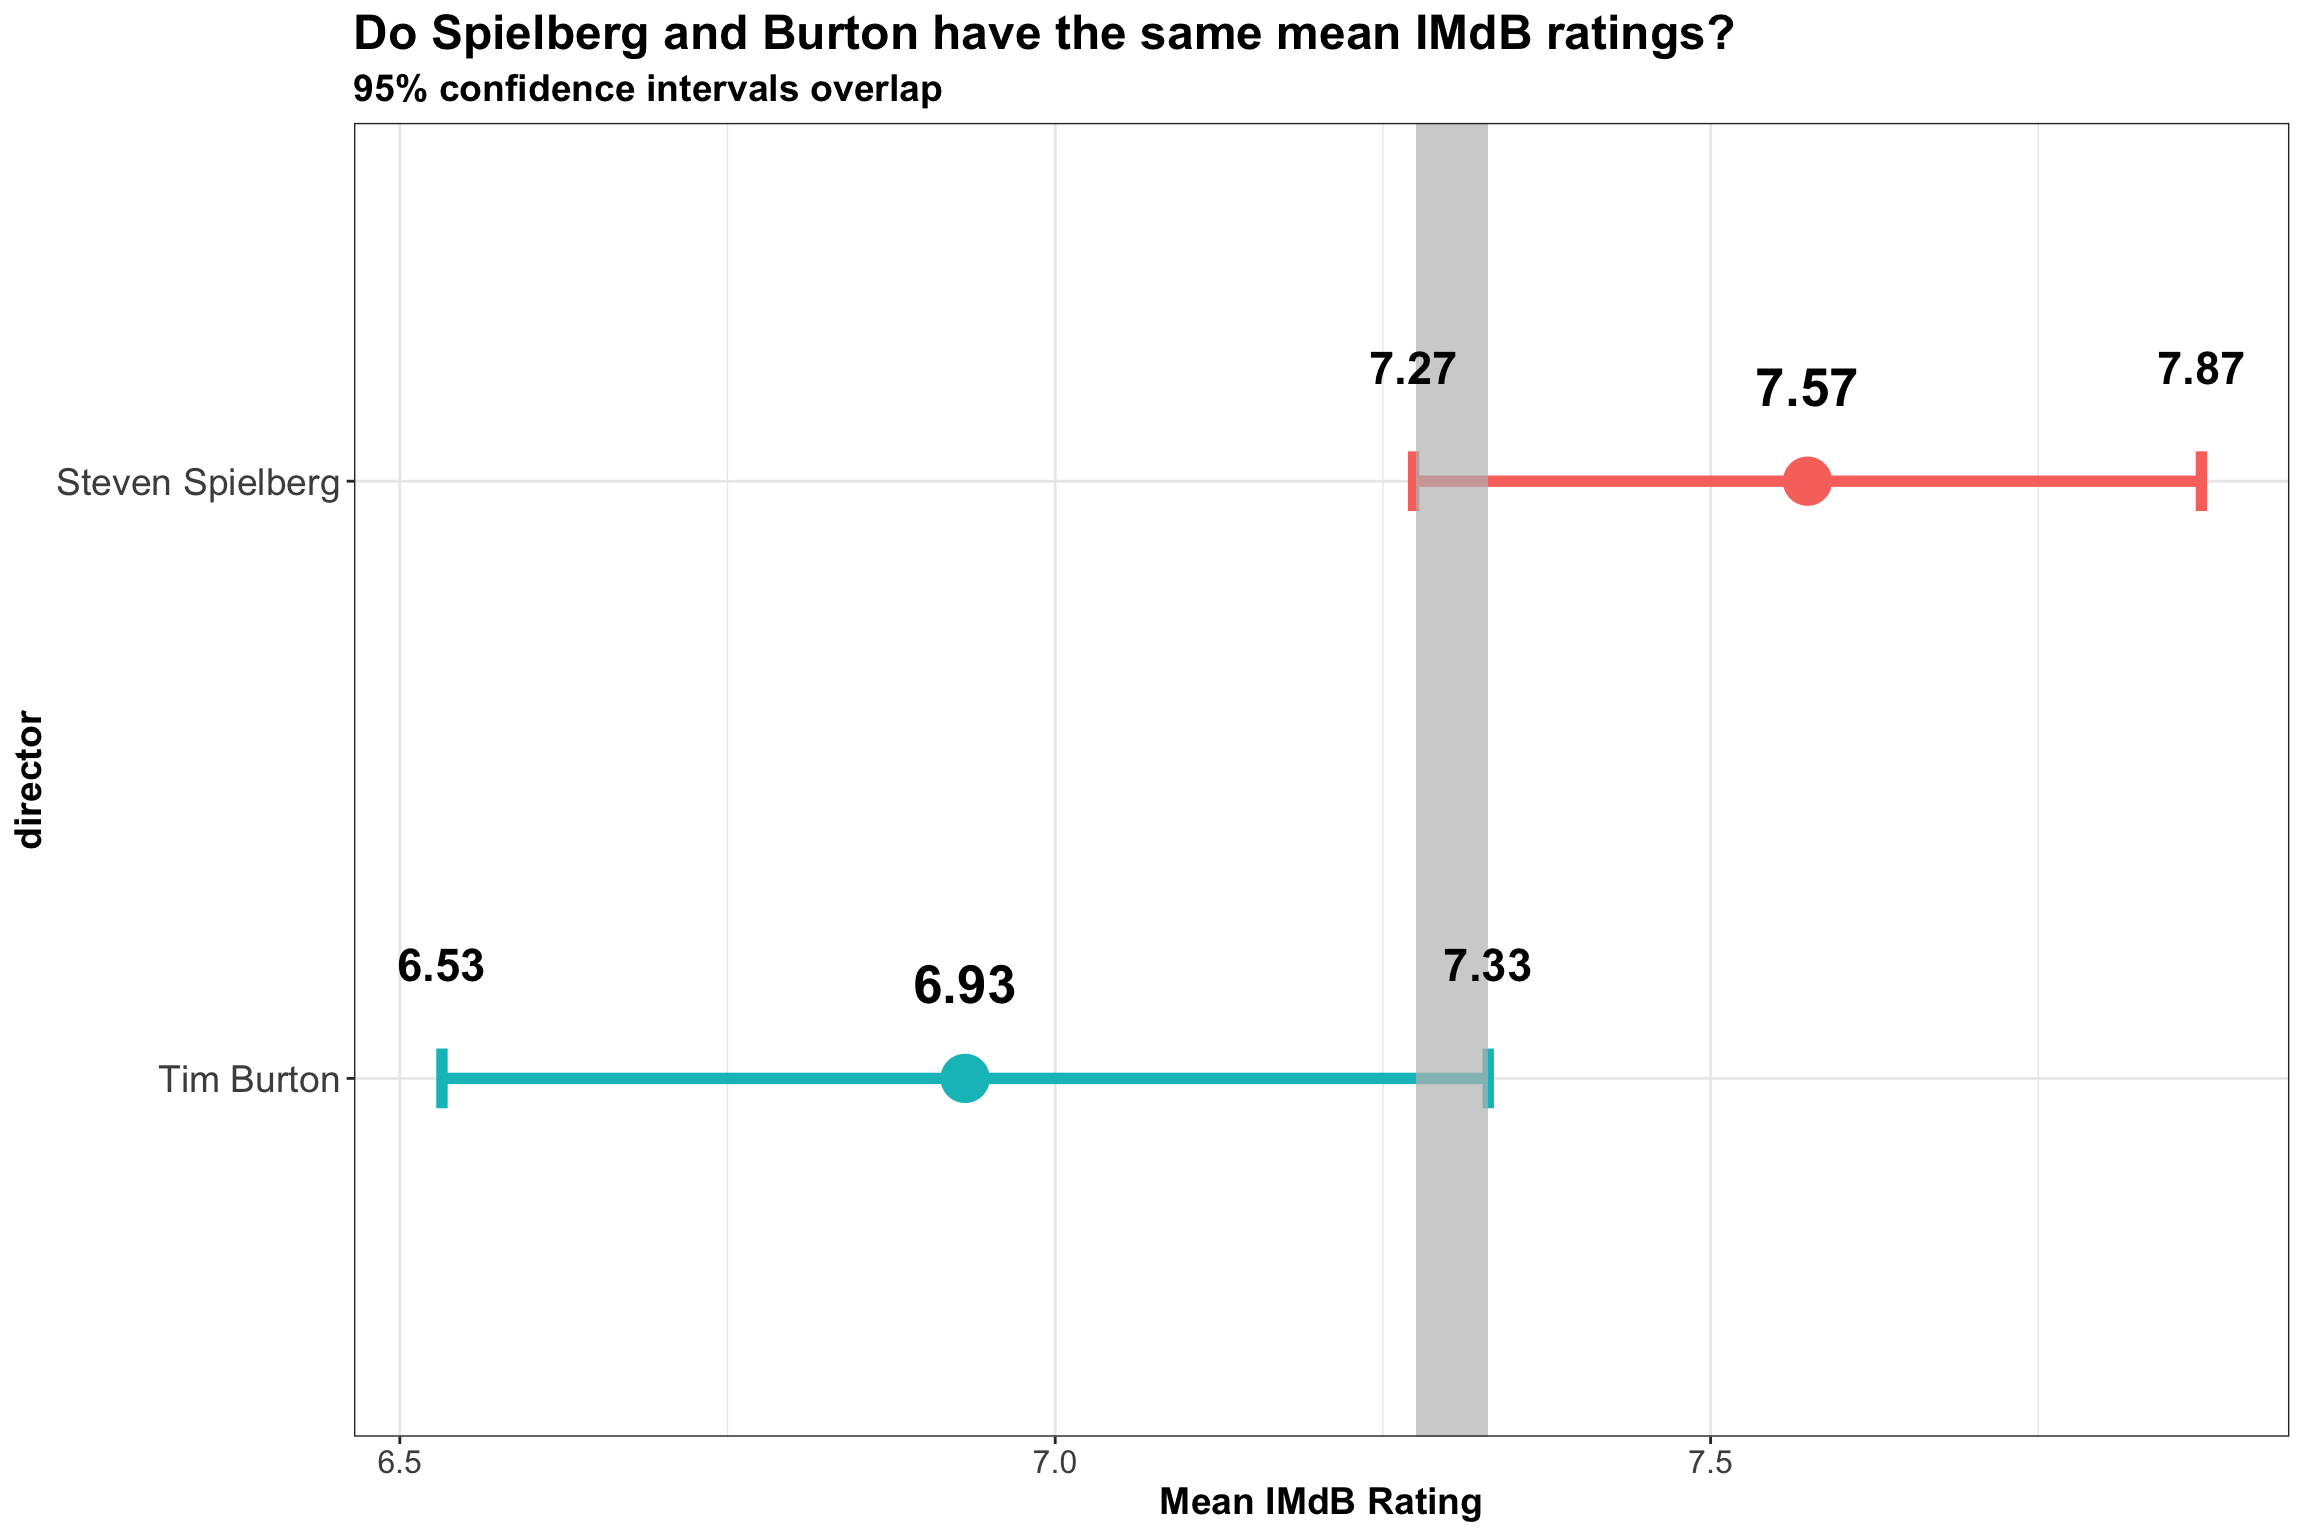 Do Spielberg and Burton have the same mean IMdB ratings?
95% confidence intervals overlap
7.27 7.57 7.87
Steven Spielberg
director
6.53 6.93 7.33
Tim Burton
6.5 7.0 7.5
Mean IMdB Rating